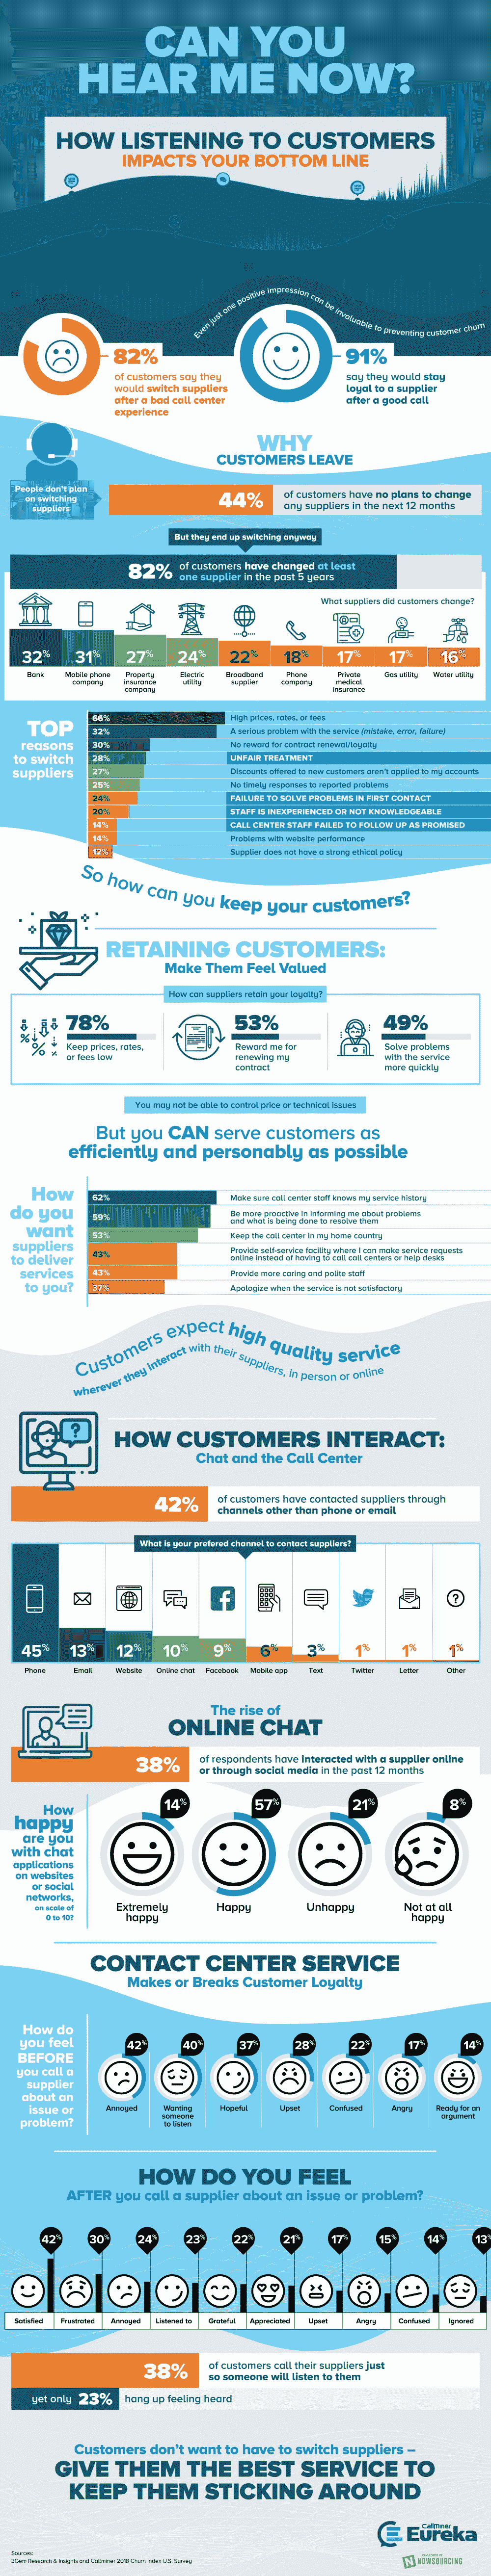 CAN YOU
HEAR ME NOW?
HOW LISTENING TO CUSTOMERS
IMPACTS YOUR BOTTOM LINE
Even just one positive impression can be invaluable to preventing customer churn
82%
of customers say they
would switch suppliers
after a bad call center
experience
91%
say they would stay
loyal to a supplier
after a good call
WHY
CUSTOMERS LEAVE
People don't plan
on switching
suppliers
44%
of customers have no plans to change
any suppliers in the next 12 months
But they end up switching anyway
82%
of customers have changed at least
one supplier in the past 5 years
What suppliers did customers change?
32%
31%
27%
24%
22%
18%
17%
17%
16%
Bank
Mobile phone
company
Property
insurance
company
Electric
utility
Broadband
supplier
Phone
company
Private
medical
insurance
Gas utility
Water utility
TOP
reasons
to switch
suppliers
66%
High prices, rates, or fees
32%
A serious problem with the service (mistake, error, failure)
30%
No reward for contract renewal/loyalty
28%
UNFAIR TREATMENT
27%
Discounts offered to new customers aren't applied to my accounts
25%
No timely responses to reported problems
24%
FAILURE TO SOLVE PROBLEMS IN FIRST CONTACT
20%
STAFF IS INEXPERIENCED OR NOT KNOWLEDGEABLE
14%
CALL CENTER STAFF FAILED TO FOLLOW UP AS PROMISED
14%
Problems with website performance
12%
Supplier does not have a strong ethical policy
So how can you keep your customers?
RETAINING CUSTOMERS:
Make Them Feel Valued
How can suppliers retain your loyalty?
78%
Keep prices, rates,
or fees low
53%
Reward me for
renewing my
contract
49%
Solve problems
with the service
more quickly
You may not be able to control price or technical issues
But you CAN serve customers as
efficiently and personably as possible
How
do you
want
suppliers
to deliver
services
to you?
62%
Make sure call center staff knows my service history
59%
Be more proactive in informing me about problems
and what is being done to resolve them
53%
Keep the call center in my home country
43%
Provide self-service facility where I can make service requests
online instead of having to call call centers or help desks
43%
Provide more caring and polite staff
37%
Apologize when the service is not satisfactory
Customers expect high quality service
wherever they interact with their suppliers, in person or online
HOW CUSTOMERS INTERACT:
Chat and the Call Center
42%
of customers have contacted suppliers through
channels other than phone or email
What is your prefered channel to contact suppliers?
45%
13%
12%
10%
9%
6%
3%
1%
1%
1%
Phone
Email
Website
Online chat
Facebook
Mobile app
Text
Twitter
Letter
Other
The rise of
ONLINE CHAT
38%
of respondents have interacted with a supplier online
or through social media in the past 12 months
How
happy
are you
with chat
applications
on websites
or social
networks,
on scale of
0 to 10?
14%
57%
21%
8%
Extremely
happy
Happy
Unhappy
Not at all
happy
CONTACT CENTER SERVICE
Makes or Breaks Customer Loyalty
How do
you feel
BEFORE
you call a
supplier
about an
issue or
problem?
42%
40%
37%
28%
22%
17%
14%
Annoyed
Wanting
someone
to listen
Hopeful
Upset
Confused
Angry
Ready for an
argument
HOW DO YOU FEEL
AFTER you call a supplier about an issue or problem?
42%
30%
24%
23%
22%
21%
17%
15%
14%
13%
Satisfied
Frustrated
Annoyed
Listened to
Grateful
Appreciated
Upset
Angry
Confused
Ignored
38%
of customers call their suppliers just
so someone will listen to them
yet only 23% hang up feeling heard
Customers don't want to have to switch suppliers –
GIVE THEM THE BEST SERVICE TO
KEEP THEM STICKING AROUND
CallMiner
Eureka
Sources:
3Gem Research & Insights and Callminer 2018 Churn Index U.S. Survey
NOWSOURCING